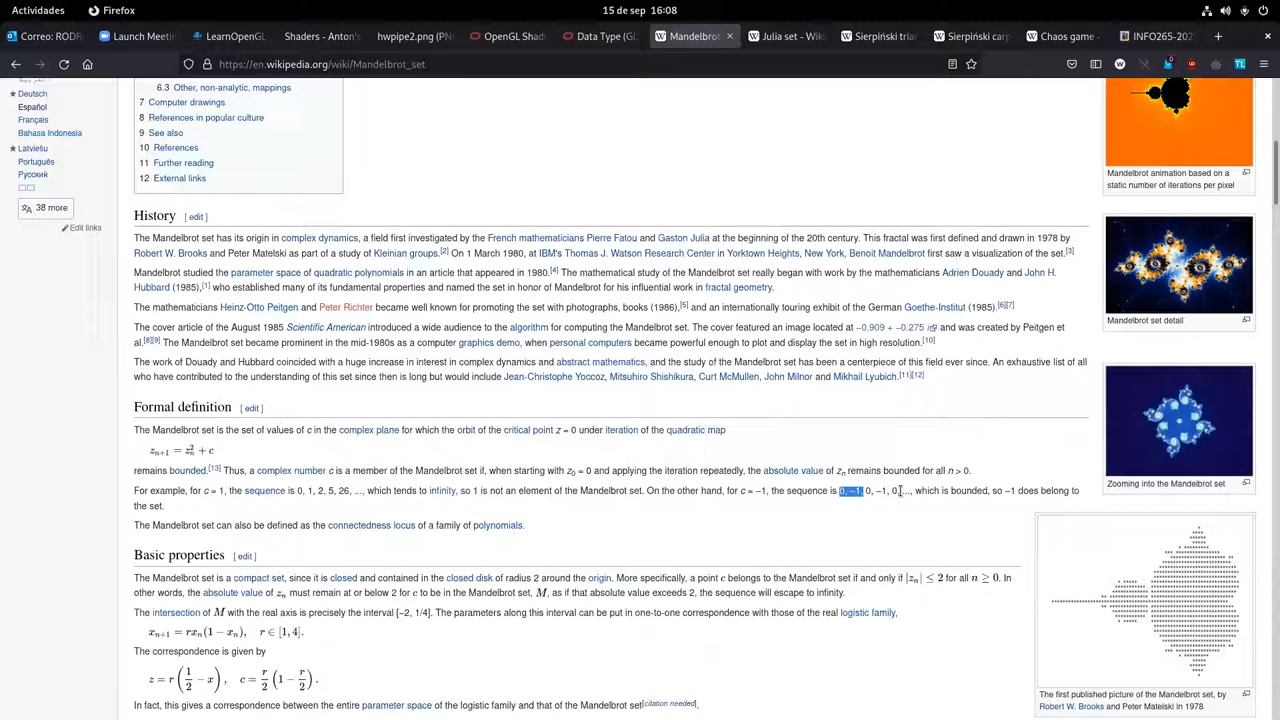 Actividades Firefox 15 de sep 16:08
Correo: RODR Launch Meeti LearnOpenGL Shaders - Anton's hwpipe2.png (PN OpenGL Sha Data Type (GL Mandelbrot Julia set - Wiki Sierpiński trian Sierpiński carp Chaos game - INFO265-202
https://en.wikipedia.org/wiki/Mandelbrot_set
Deutsch
Español
Français
Bahasa Indonesia
Latviešu
Português
Русский
38 more
Edit links
6.3 Other, non-analytic, mappings
7 Computer drawings
8 References in popular culture
9 See also
10 References
11 Further reading
12 External links
Mandelbrot animation based on a
static number of iterations per pixel
History [ edit ]
The Mandelbrot set has its origin in complex dynamics, a field first investigated by the French mathematicians Pierre Fatou and Gaston Julia at the beginning of the 20th century. This fractal was first defined and drawn in 1978 by
Robert W. Brooks and Peter Matelski as part of a study of Kleinian groups.[2] On 1 March 1980, at IBM's Thomas J. Watson Research Center in Yorktown Heights, New York, Benoit Mandelbrot first saw a visualization of the set.[3]
Mandelbrot studied the parameter space of quadratic polynomials in an article that appeared in 1980.[4] The mathematical study of the Mandelbrot set really began with work by the mathematicians Adrien Douady and John H.
Hubbard (1985),[1] who established many of its fundamental properties and named the set in honor of Mandelbrot for his influential work in fractal geometry.
The mathematicians Heinz-Otto Peitgen and Peter Richter became well known for promoting the set with photographs, books (1986),[5] and an internationally touring exhibit of the German Goethe-Institut (1985).[6][7]
The cover article of the August 1985 Scientific American introduced a wide audience to the algorithm for computing the Mandelbrot set. The cover featured an image located at −0.909 + −0.275 i and was created by Peitgen et
al.[8][9] The Mandelbrot set became prominent in the mid-1980s as a computer graphics demo, when personal computers became powerful enough to plot and display the set in high resolution.[10]
The work of Douady and Hubbard coincided with a huge increase in interest in complex dynamics and abstract mathematics, and the study of the Mandelbrot set has been a centerpiece of this field ever since. An exhaustive list of all
who have contributed to the understanding of this set since then is long but would include Jean-Christophe Yoccoz, Mitsuhiro Shishikura, Curt McMullen, John Milnor and Mikhail Lyubich.[11][12]
Mandelbrot set detail
Formal definition [ edit ]
The Mandelbrot set is the set of values of c in the complex plane for which the orbit of the critical point z = 0 under iteration of the quadratic map
zₙ₊₁ = zₙ² + c
remains bounded.[13] Thus, a complex number c is a member of the Mandelbrot set if, when starting with z₀ = 0 and applying the iteration repeatedly, the absolute value of zₙ remains bounded for all n > 0.
For example, for c = 1, the sequence is 0, 1, 2, 5, 26, ..., which tends to infinity, so 1 is not an element of the Mandelbrot set. On the other hand, for c = −1, the sequence is 0, −1, 0, −1, 0, ..., which is bounded, so −1 does belong to
the set.
The Mandelbrot set can also be defined as the connectedness locus of a family of polynomials.
Zooming into the Mandelbrot set
Basic properties [ edit ]
The Mandelbrot set is a compact set, since it is closed and contained in the closed disk of radius 2 around the origin. More specifically, a point c belongs to the Mandelbrot set if and only if |zₙ| ≤ 2 for all n ≥ 0. In
other words, the absolute value of zₙ must remain at or below 2 for c to be in the Mandelbrot set, M, as if that absolute value exceeds 2, the sequence will escape to infinity.
The intersection of M with the real axis is precisely the interval [−2, 1/4]. The parameters along this interval can be put in one-to-one correspondence with those of the real logistic family,
xₙ₊₁ = rxₙ(1 − xₙ), r ∈ [1, 4].
The correspondence is given by
z = r(1/2 − x), c = r/2(1 − r/2).
In fact, this gives a correspondence between the entire parameter space of the logistic family and that of the Mandelbrot set[citation needed].
The first published picture of the Mandelbrot set, by
Robert W. Brooks and Peter Matelski in 1978